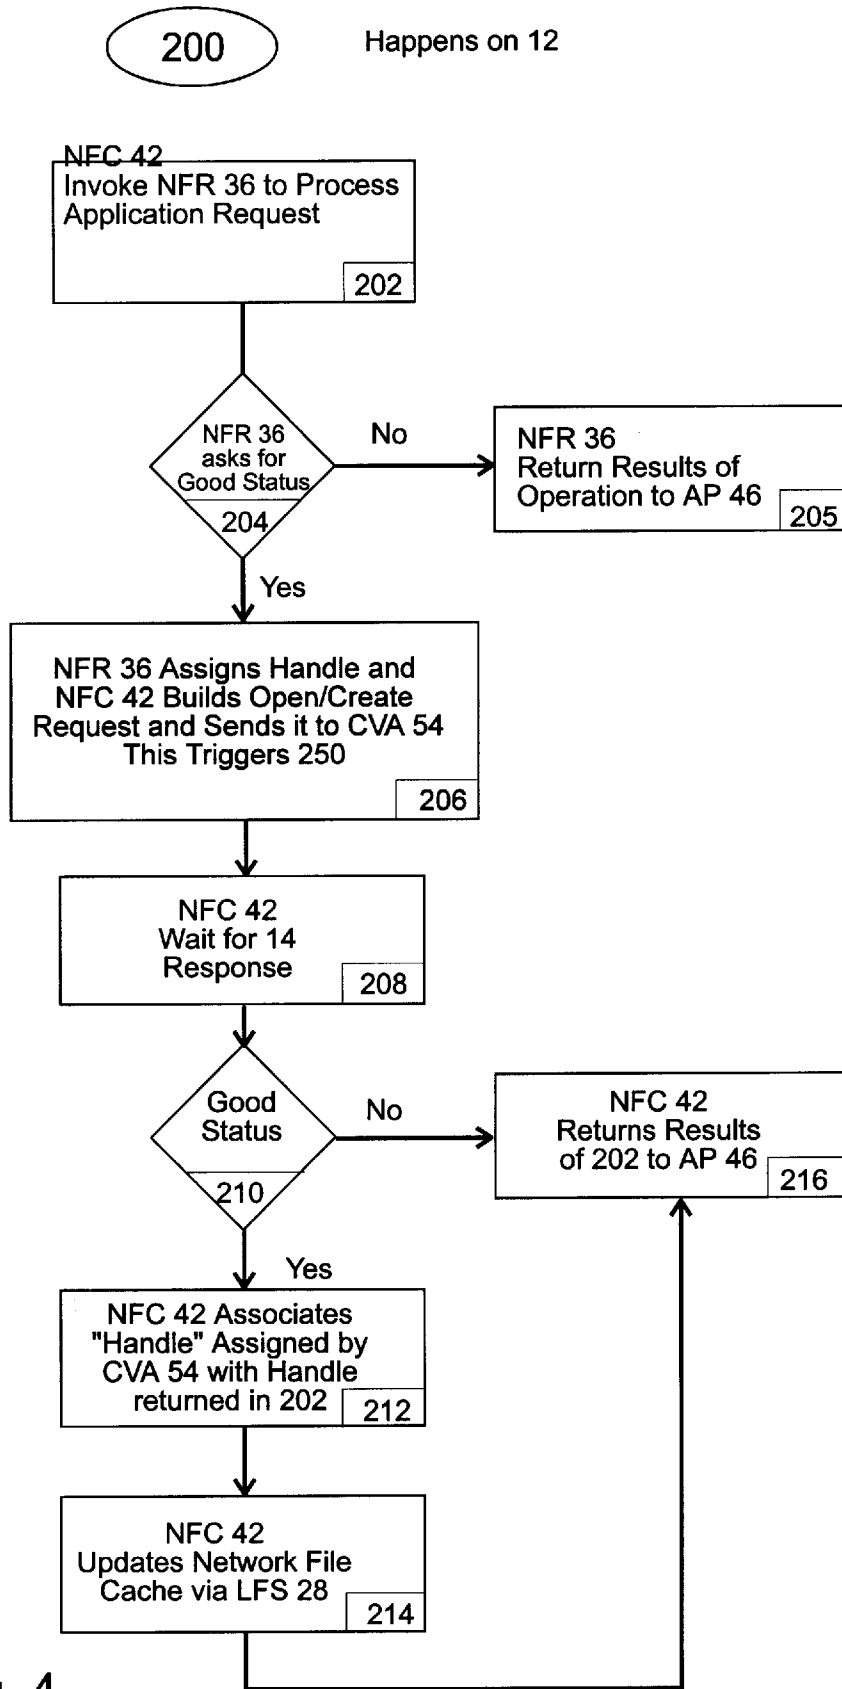 200
Happens on 12
NFC 42
Invoke NFR 36 to Process
Application Request
202
NFR 36
asks for
Good Status
204
No
NFR 36
Return Results of
Operation to AP 46
205
Yes
NFR 36 Assigns Handle and
NFC 42 Builds Open/Create
Request and Sends it to CVA 54
This Triggers 250
206
NFC 42
Wait for 14
Response
208
Good
Status
210
No
NFC 42
Returns Results
of 202 to AP 46
216
Yes
NFC 42 Associates
"Handle" Assigned by
CVA 54 with Handle
returned in 202
212
NFC 42
Updates Network File
Cache via LFS 28
214
4